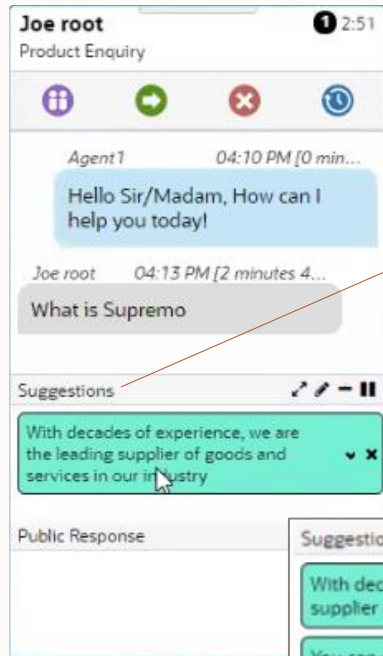 Joe root
1 2:51
Product Enquiry
Agent1 04:10 PM [0 min...
Hello Sir/Madam, How can I
help you today!
Joe root 04:13 PM [2 minutes 4...
What is Supremo
Suggestions
With decades of experience, we are
the leading supplier of goods and
services in our industry
Public Response
Suggestio
With dec
supplier
You can